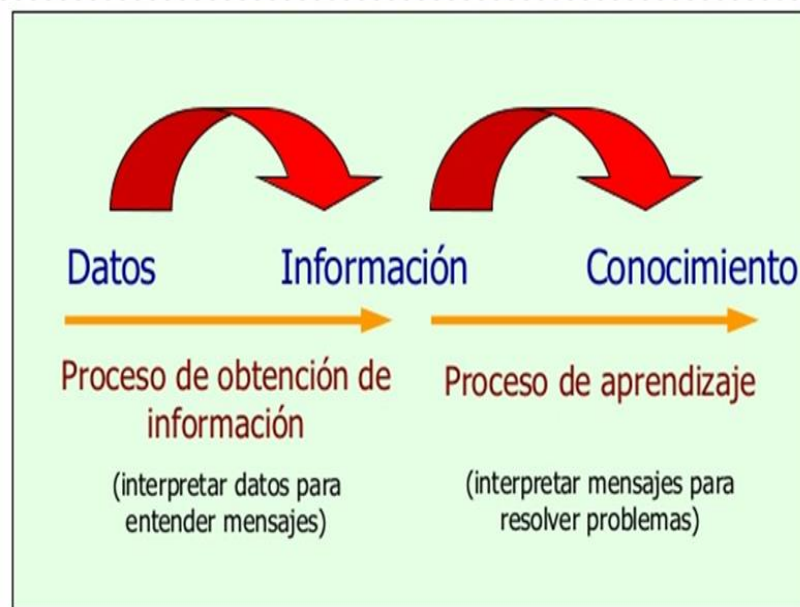 Datos
Información
Conocimiento
Proceso de obtención de
información
(interpretar datos para
entender mensajes)
Proceso de aprendizaje
(interpretar mensajes para
resolver problemas)